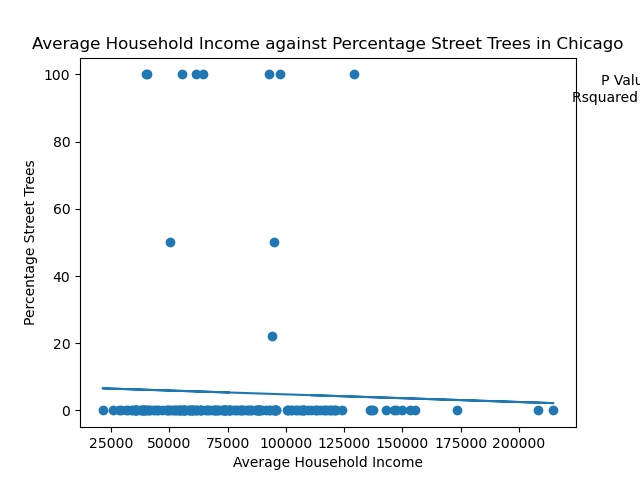 Average Household Income against Percentage Street Trees in Chicago
100
80
60
40
20
0
Percentage Street Trees
25000 50000 75000 100000 125000 150000 175000 200000
Average Household Income
P
Rsquared